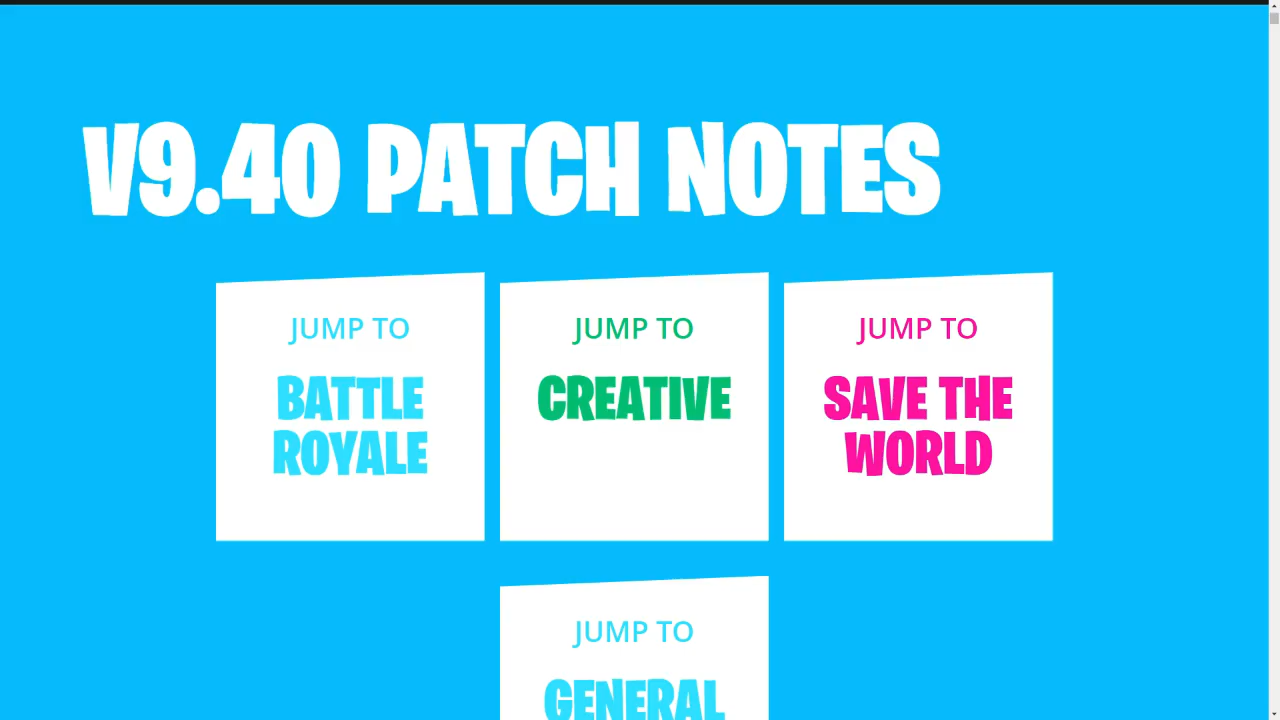 V9.40 PATCH NOTES
JUMP TO
BATTLE
ROYALE
JUMP TO
CREATIVE
JUMP TO
SAVE THE
WORLD
JUMP TO
GENERAL